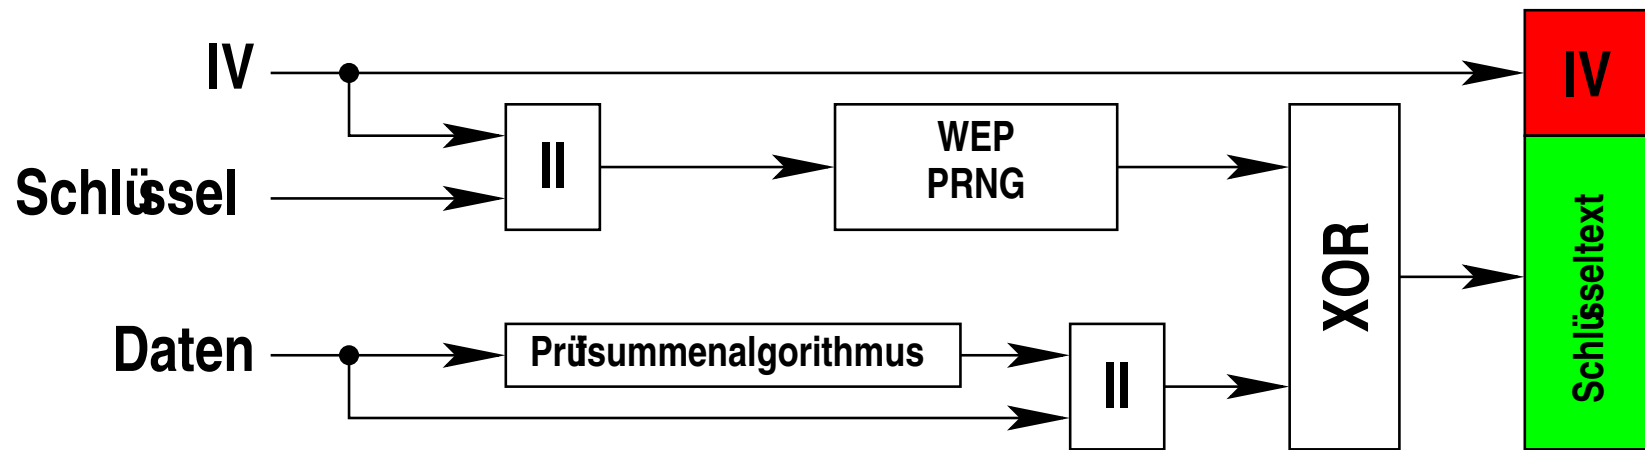 IV
IV
Schlüssel
||
WEP
PRNG
XOR
Schlüsseltext
Daten
Prüfsummenalgorithmus
||